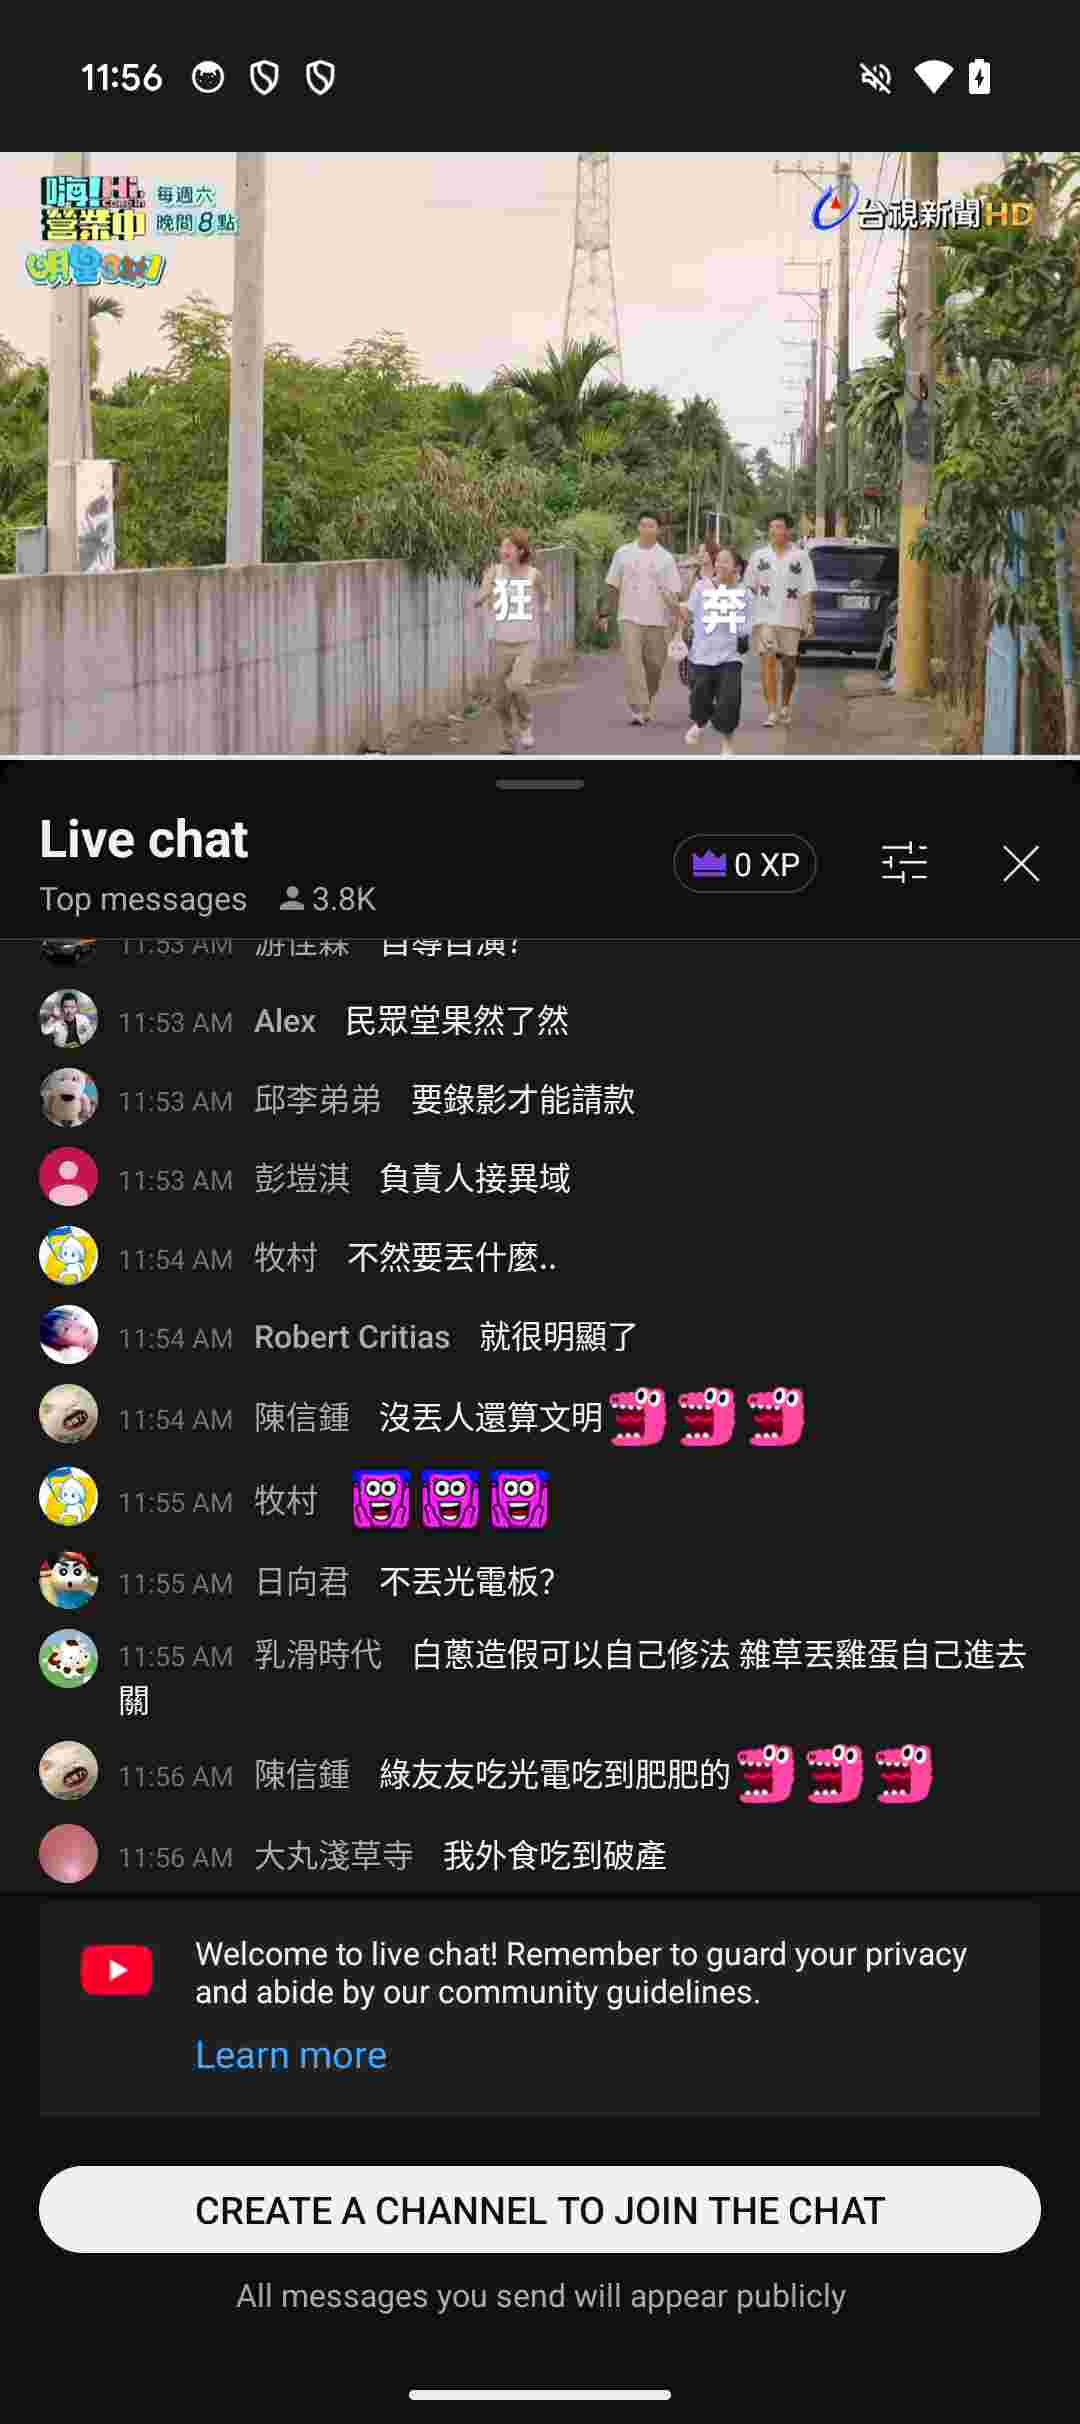 11:56
嗨!Hi.
Come in
營業中
每週六
晚間8點
明星3缺1
台視新聞HD
狂
奔
Live chat
Top messages 3.8K
0 XP
11:53 AM 游佳霖 自導自演?
11:53 AM Alex 民眾堂果然了然
11:53 AM 邱李弟弟 要錄影才能請款
11:53 AM 彭塏淇 負責人接異域
11:54 AM 牧村 不然要丟什麼..
11:54 AM Robert Critias 就很明顯了
11:54 AM 陳信鍾 沒丟人還算文明
11:55 AM 牧村
11:55 AM 日向君 不丟光電板?
11:55 AM 乳滑時代 白蔥造假可以自己修法 雜草丟雞蛋自己進去
關
11:56 AM 陳信鍾 綠友友吃光電吃到肥肥的
11:56 AM 大丸淺草寺 我外食吃到破產
Welcome to live chat! Remember to guard your privacy
and abide by our community guidelines.
Learn more
CREATE A CHANNEL TO JOIN THE CHAT
All messages you send will appear publicly